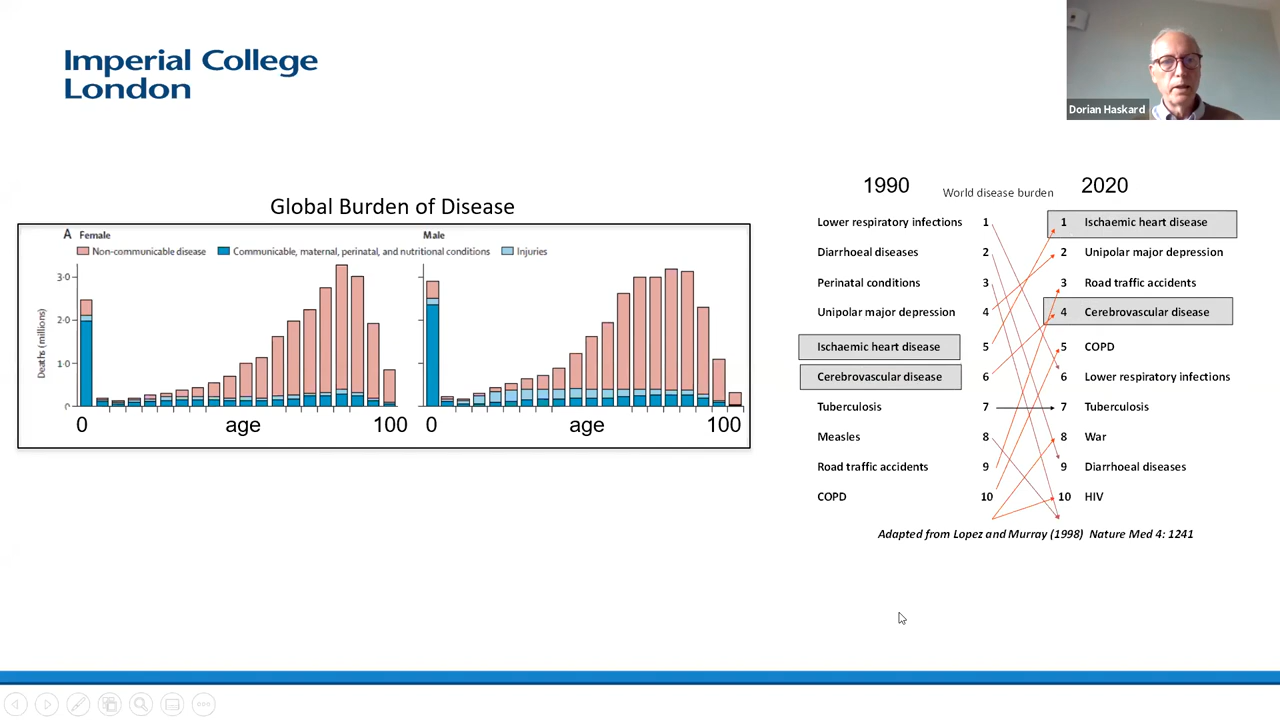 Imperial College
London
Dorian Haskard
Global Burden of Disease
A Female
Male
Non-communicable disease
Communicable, maternal, perinatal, and nutritional conditions
Injuries
Deaths (millions)
3·0
2·0
1·0
0
0 age 100
0 age 100
1990 World disease burden 2020
Lower respiratory infections 1 1 Ischaemic heart disease
Diarrhoeal diseases 2 2 Unipolar major depression
Perinatal conditions 3 3 Road traffic accidents
Unipolar major depression 4 4 Cerebrovascular disease
Ischaemic heart disease 5 5 COPD
Cerebrovascular disease 6 6 Lower respiratory infections
Tuberculosis 7 7 Tuberculosis
Measles 8 8 War
Road traffic accidents 9 9 Diarrhoeal diseases
COPD 10 10 HIV
Adapted from Lopez and Murray (1998) Nature Med 4: 1241